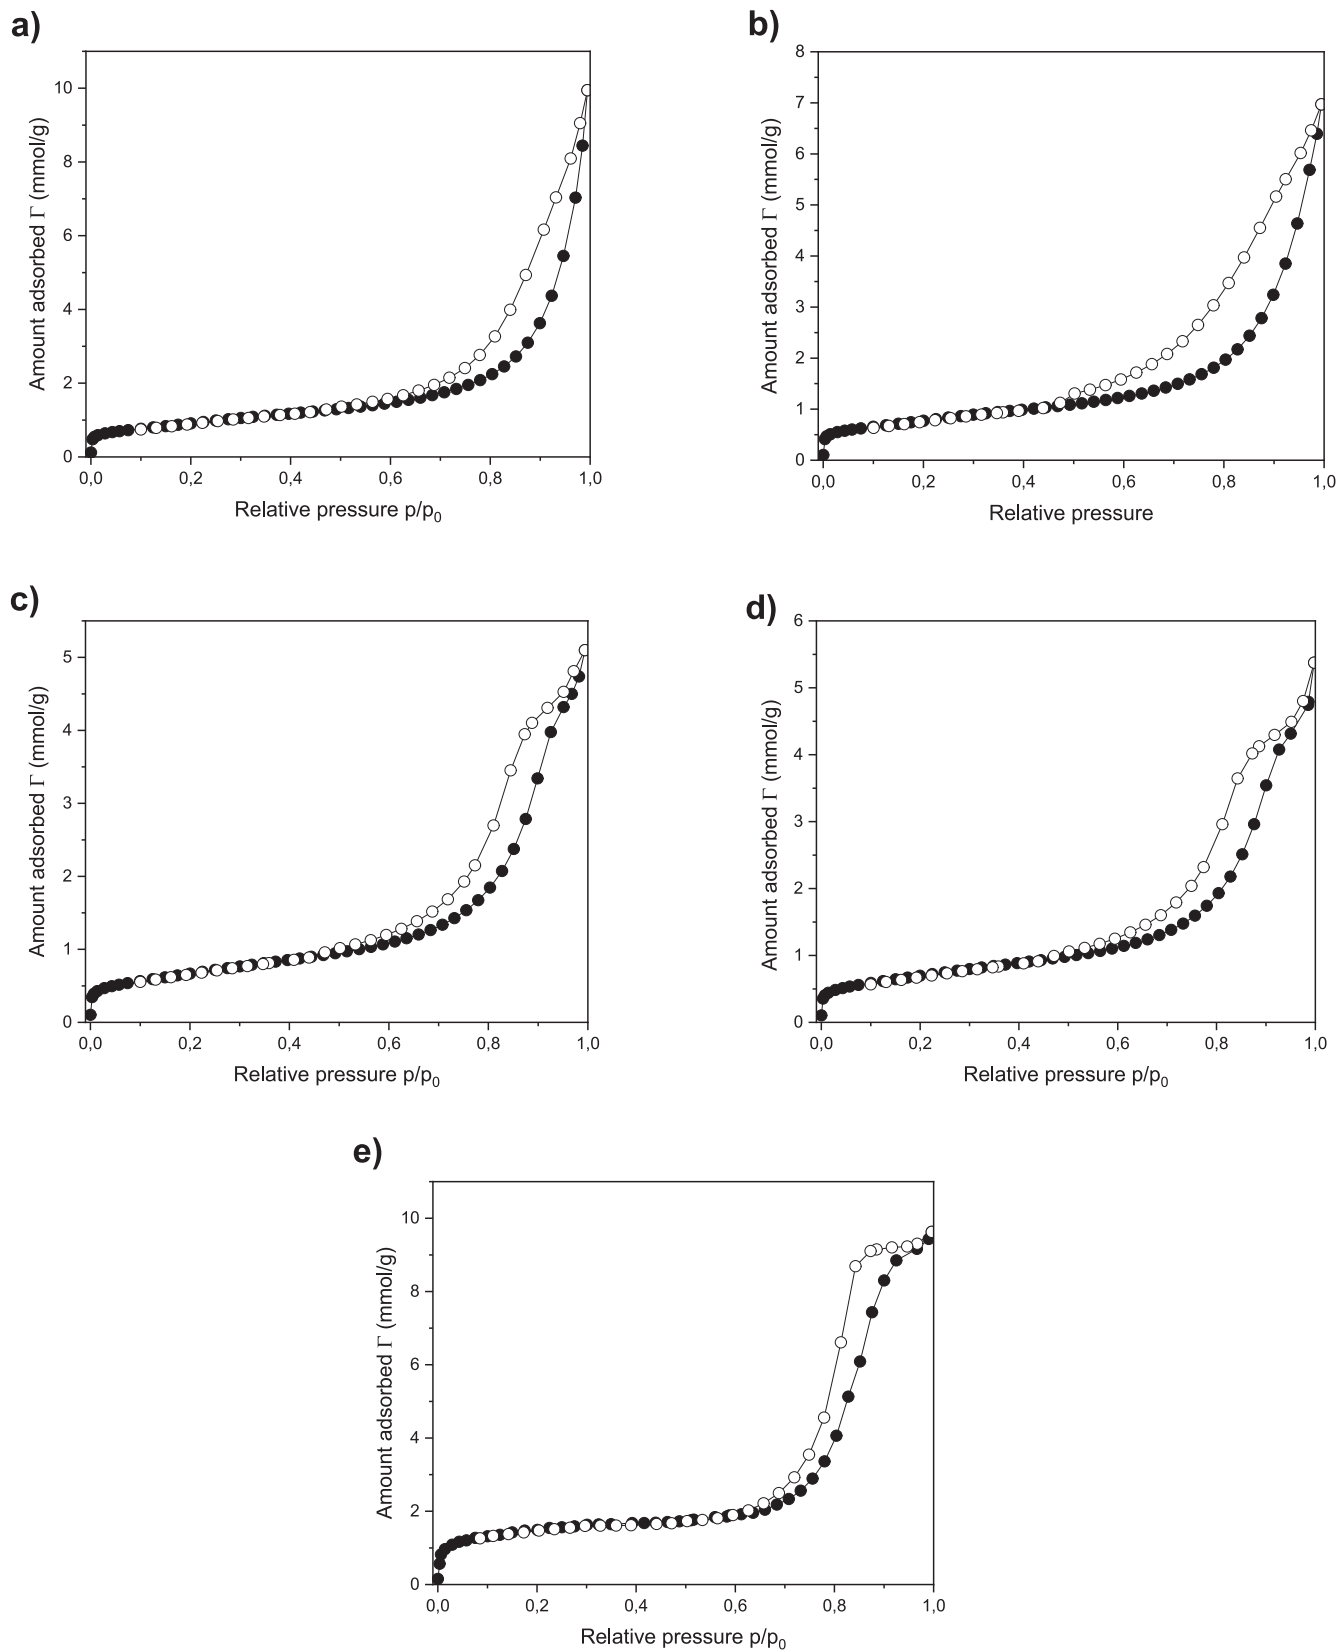 a)
Amount adsorbed Γ (mmol/g)
10
8
6
4
2
0
0,0 0,2 0,4 0,6 0,8 1,0
Relative pressure p/p₀
b)
Amount adsorbed Γ (mmol/g)
8
7
6
5
4
3
2
1
0
0,0 0,2 0,4 0,6 0,8 1,0
Relative pressure
c)
Amount adsorbed Γ (mmol/g)
5
4
3
2
1
0
0,0 0,2 0,4 0,6 0,8 1,0
Relative pressure p/p₀
d)
Amount adsorbed Γ (mmol/g)
6
5
4
3
2
1
0
0,0 0,2 0,4 0,6 0,8 1,0
Relative pressure p/p₀
e)
Amount adsorbed Γ (mmol/g)
10
8
6
4
2
0
0,0 0,2 0,4 0,6 0,8 1,0
Relative pressure p/p₀